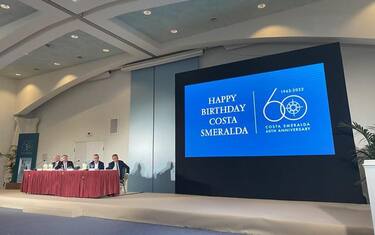 HAPPY
BIRTHDAY
COSTA
SMERALDA
1962-2022
60
COSTA SMERALDA
60TH ANNIVERSARY